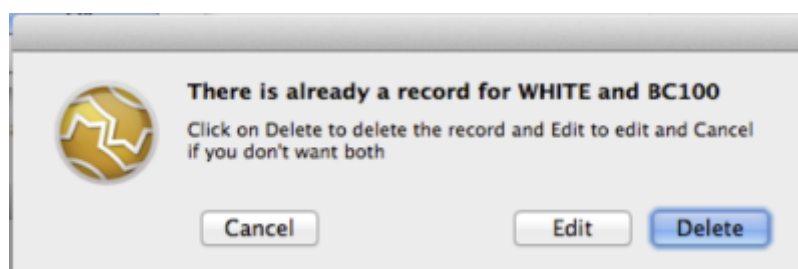 There is already a record for WHITE and BC100
Click on Delete to delete the record and Edit to edit and Cancel
if you don't want both
Cancel
Edit
Delete